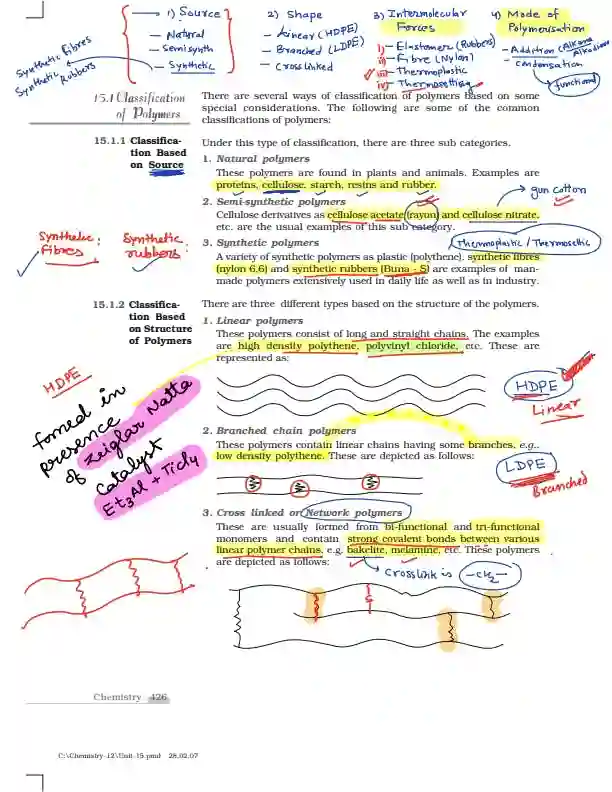 1) Source
- Natural
- Semisynth
- Synthetic
Synthetic Fibres
Synthetic Rubbers
2) Shape
- Linear (HDPE)
- Branched (LDPE)
- Crosslinked
3) Intermolecular
Forces
i) - Elastomers (Rubbers)
ii) - Fibre (Nylon)
iii) - Thermoplastic
iv) - Thermosetting
4) Mode of
Polymerisation
- Addition (Alkene
Alkadiene
- Condensation
functional
15.1 Classification
of Polymers
There are several ways of classification of polymers based on some
special considerations. The following are some of the common
classifications of polymers:
15.1.1 Classifica-
tion Based
on Source
Under this type of classification, there are three sub categories.
1. Natural polymers
These polymers are found in plants and animals. Examples are
proteins, cellulose, starch, resins and rubber.
2. Semi-synthetic polymers
gun cotton
Cellulose derivatives as cellulose acetate (rayon) and cellulose nitrate,
etc. are the usual examples of this sub category.
Synthetic
fibres
:
Synthetic
rubbers
:
3. Synthetic polymers
Thermoplastic / Thermosettic
A variety of synthetic polymers as plastic (polythene), synthetic fibres
(nylon 6,6) and synthetic rubbers (Buna - S) are examples of man-
made polymers extensively used in daily life as well as in industry.
15.1.2 Classifica-
tion Based
on Structure
of Polymers
There are three different types based on the structure of the polymers.
1. Linear polymers
These polymers consist of long and straight chains. The examples
are high density polythene, polyvinyl chloride, etc. These are
represented as:
HDPE
formed in
presence
of Zeiglar Natta
Catalyst
Et3Al + TiCl4
HDPE
Linear
2. Branched chain polymers
These polymers contain linear chains having some branches, e.g.,
low density polythene. These are depicted as follows:
LDPE
Branched
3. Cross linked or Network polymers
These are usually formed from bi-functional and tri-functional
monomers and contain strong covalent bonds between various
linear polymer chains, e.g. bakelite, melamine, etc. These polymers
are depicted as follows:
crosslink is -CH2-
Chemistry 426
C:\Chemistry-12\Unit-15.pmd 28.02.07